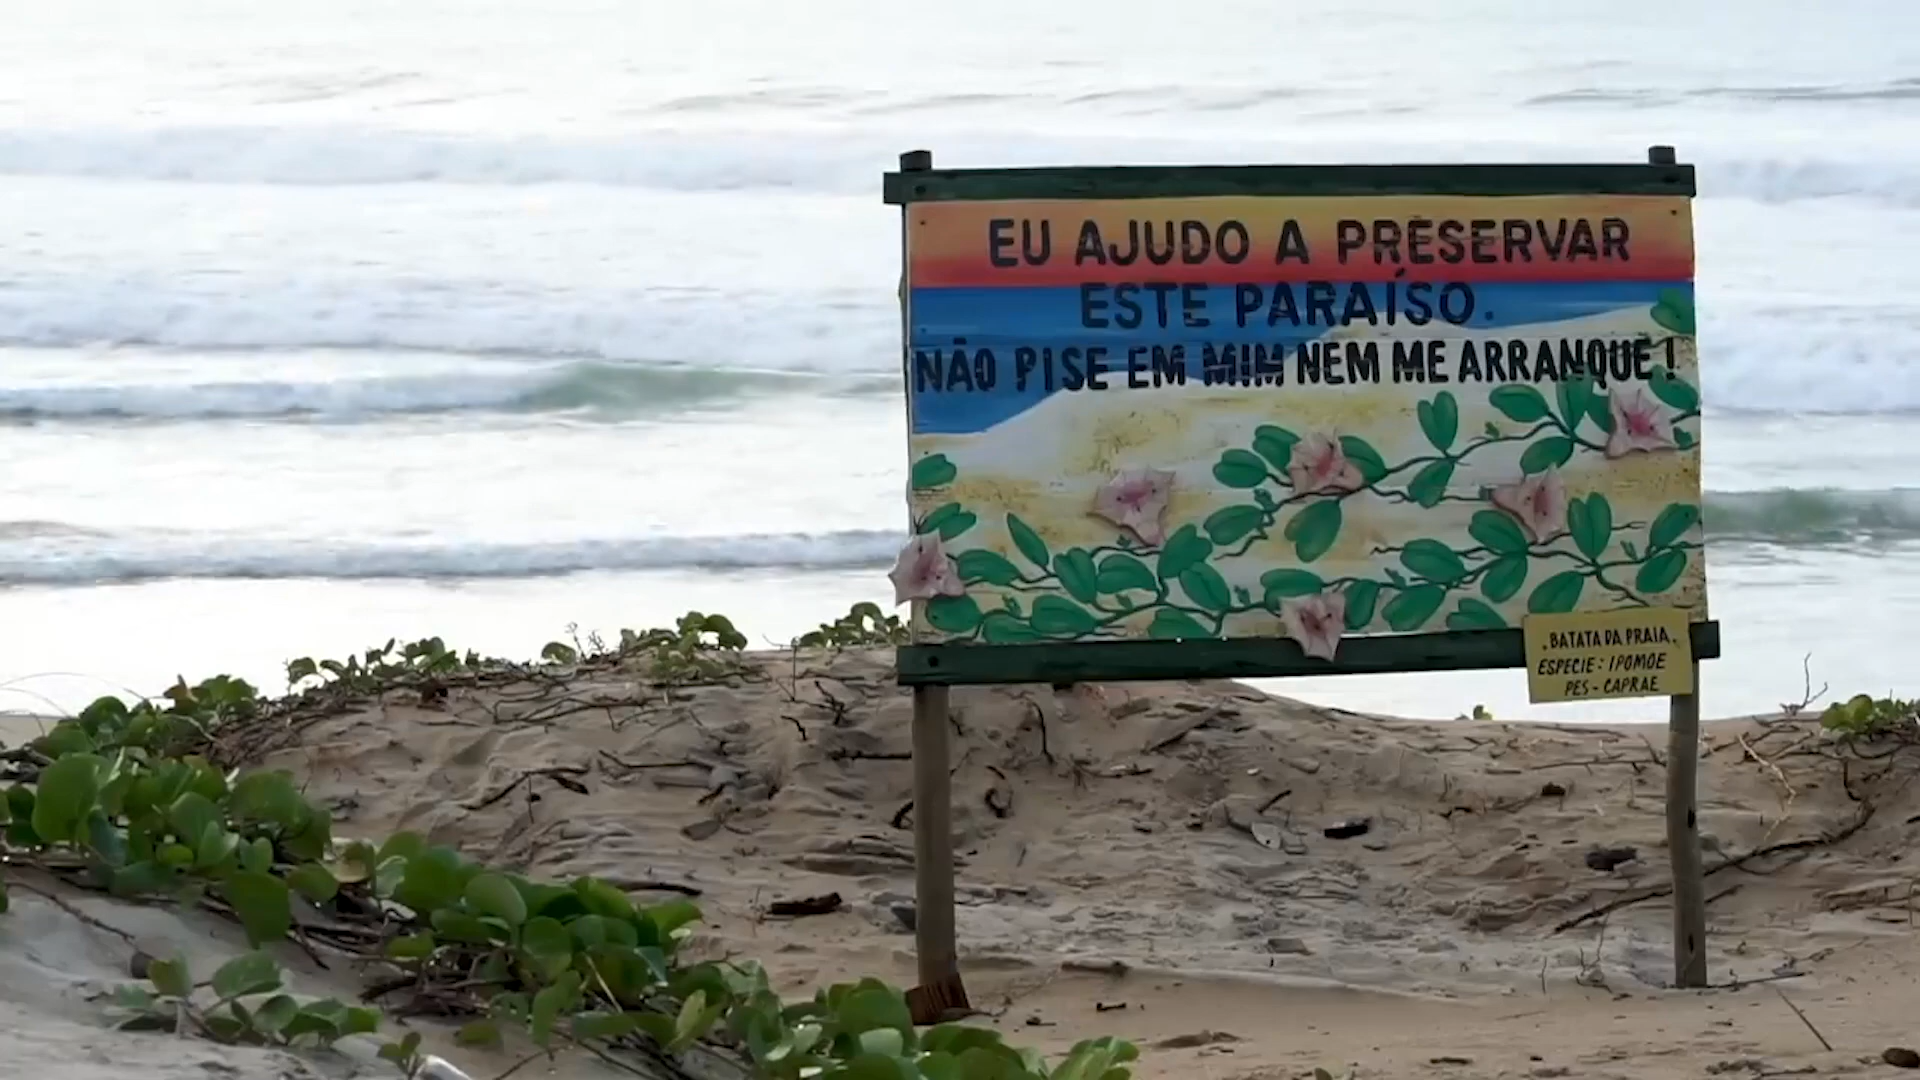 EU AJUDO A PRESERVAR
ESTE PARAÍSO.
NÃO PISE EM MIM NEM ME ARRANQUE!
.BATATA DA PRAIA.
ESPECIE: IPOMOE
PES-CAPRAE